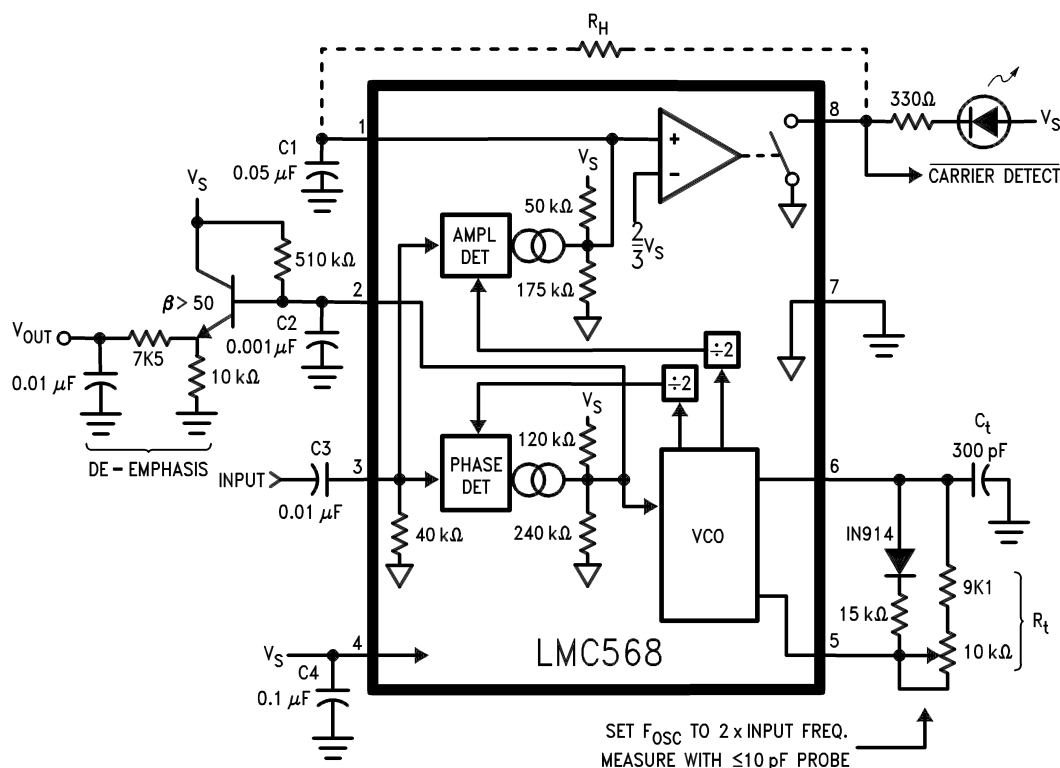 R_H
330Ω
V_S
CARRIER DETECT
8
1
C1
0.05 μF
V_S
+
−
50 kΩ
2/3 V_S
AMPL
DET
175 kΩ
V_S
510 kΩ
β > 50
2
C2
0.001 μF
7
V_OUT
7K5
10 kΩ
0.01 μF
DE-EMPHASIS
÷2
÷2
V_S
120 kΩ
PHASE
DET
240 kΩ
40 kΩ
INPUT
C3
0.01 μF
3
VCO
6
C_t
300 pF
IN914
9K1
15 kΩ
R_t
5
10 kΩ
V_S
4
C4
0.1 μF
LMC568
SET F_OSC TO 2 x INPUT FREQ.
MEASURE WITH ≤10 pF PROBE